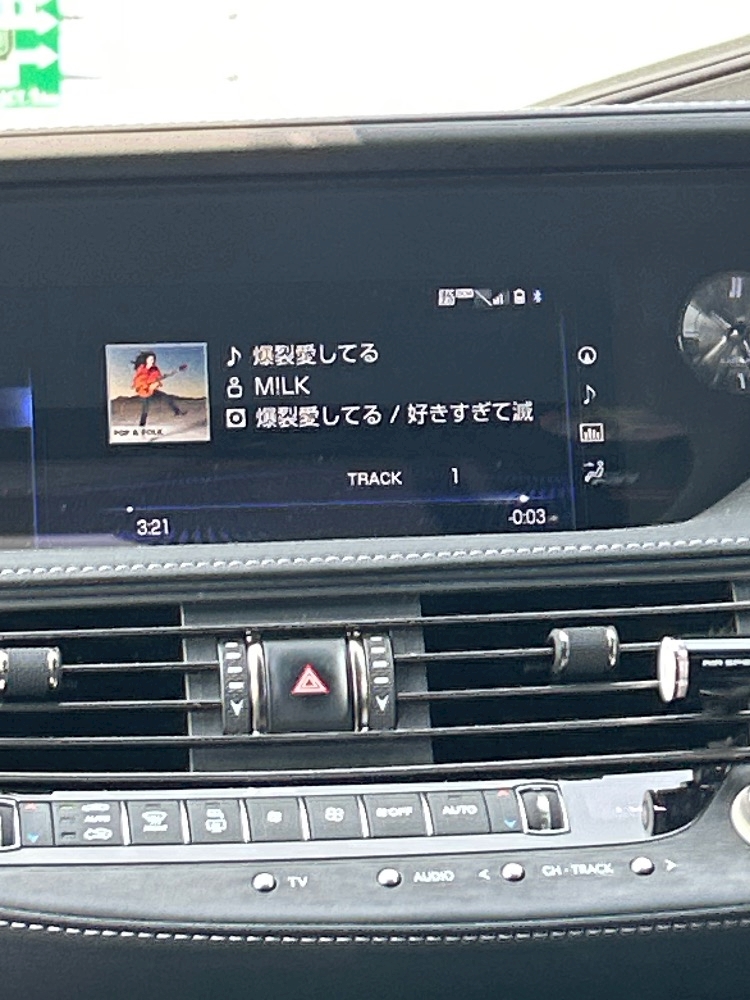 爆裂愛してる
M!LK
爆裂愛してる / 好きすぎて滅
POP & FOLK
TRACK 1
3:21
-0:03
AUTO
OFF
AUTO
TV
AUDIO
< CH・TRACK >